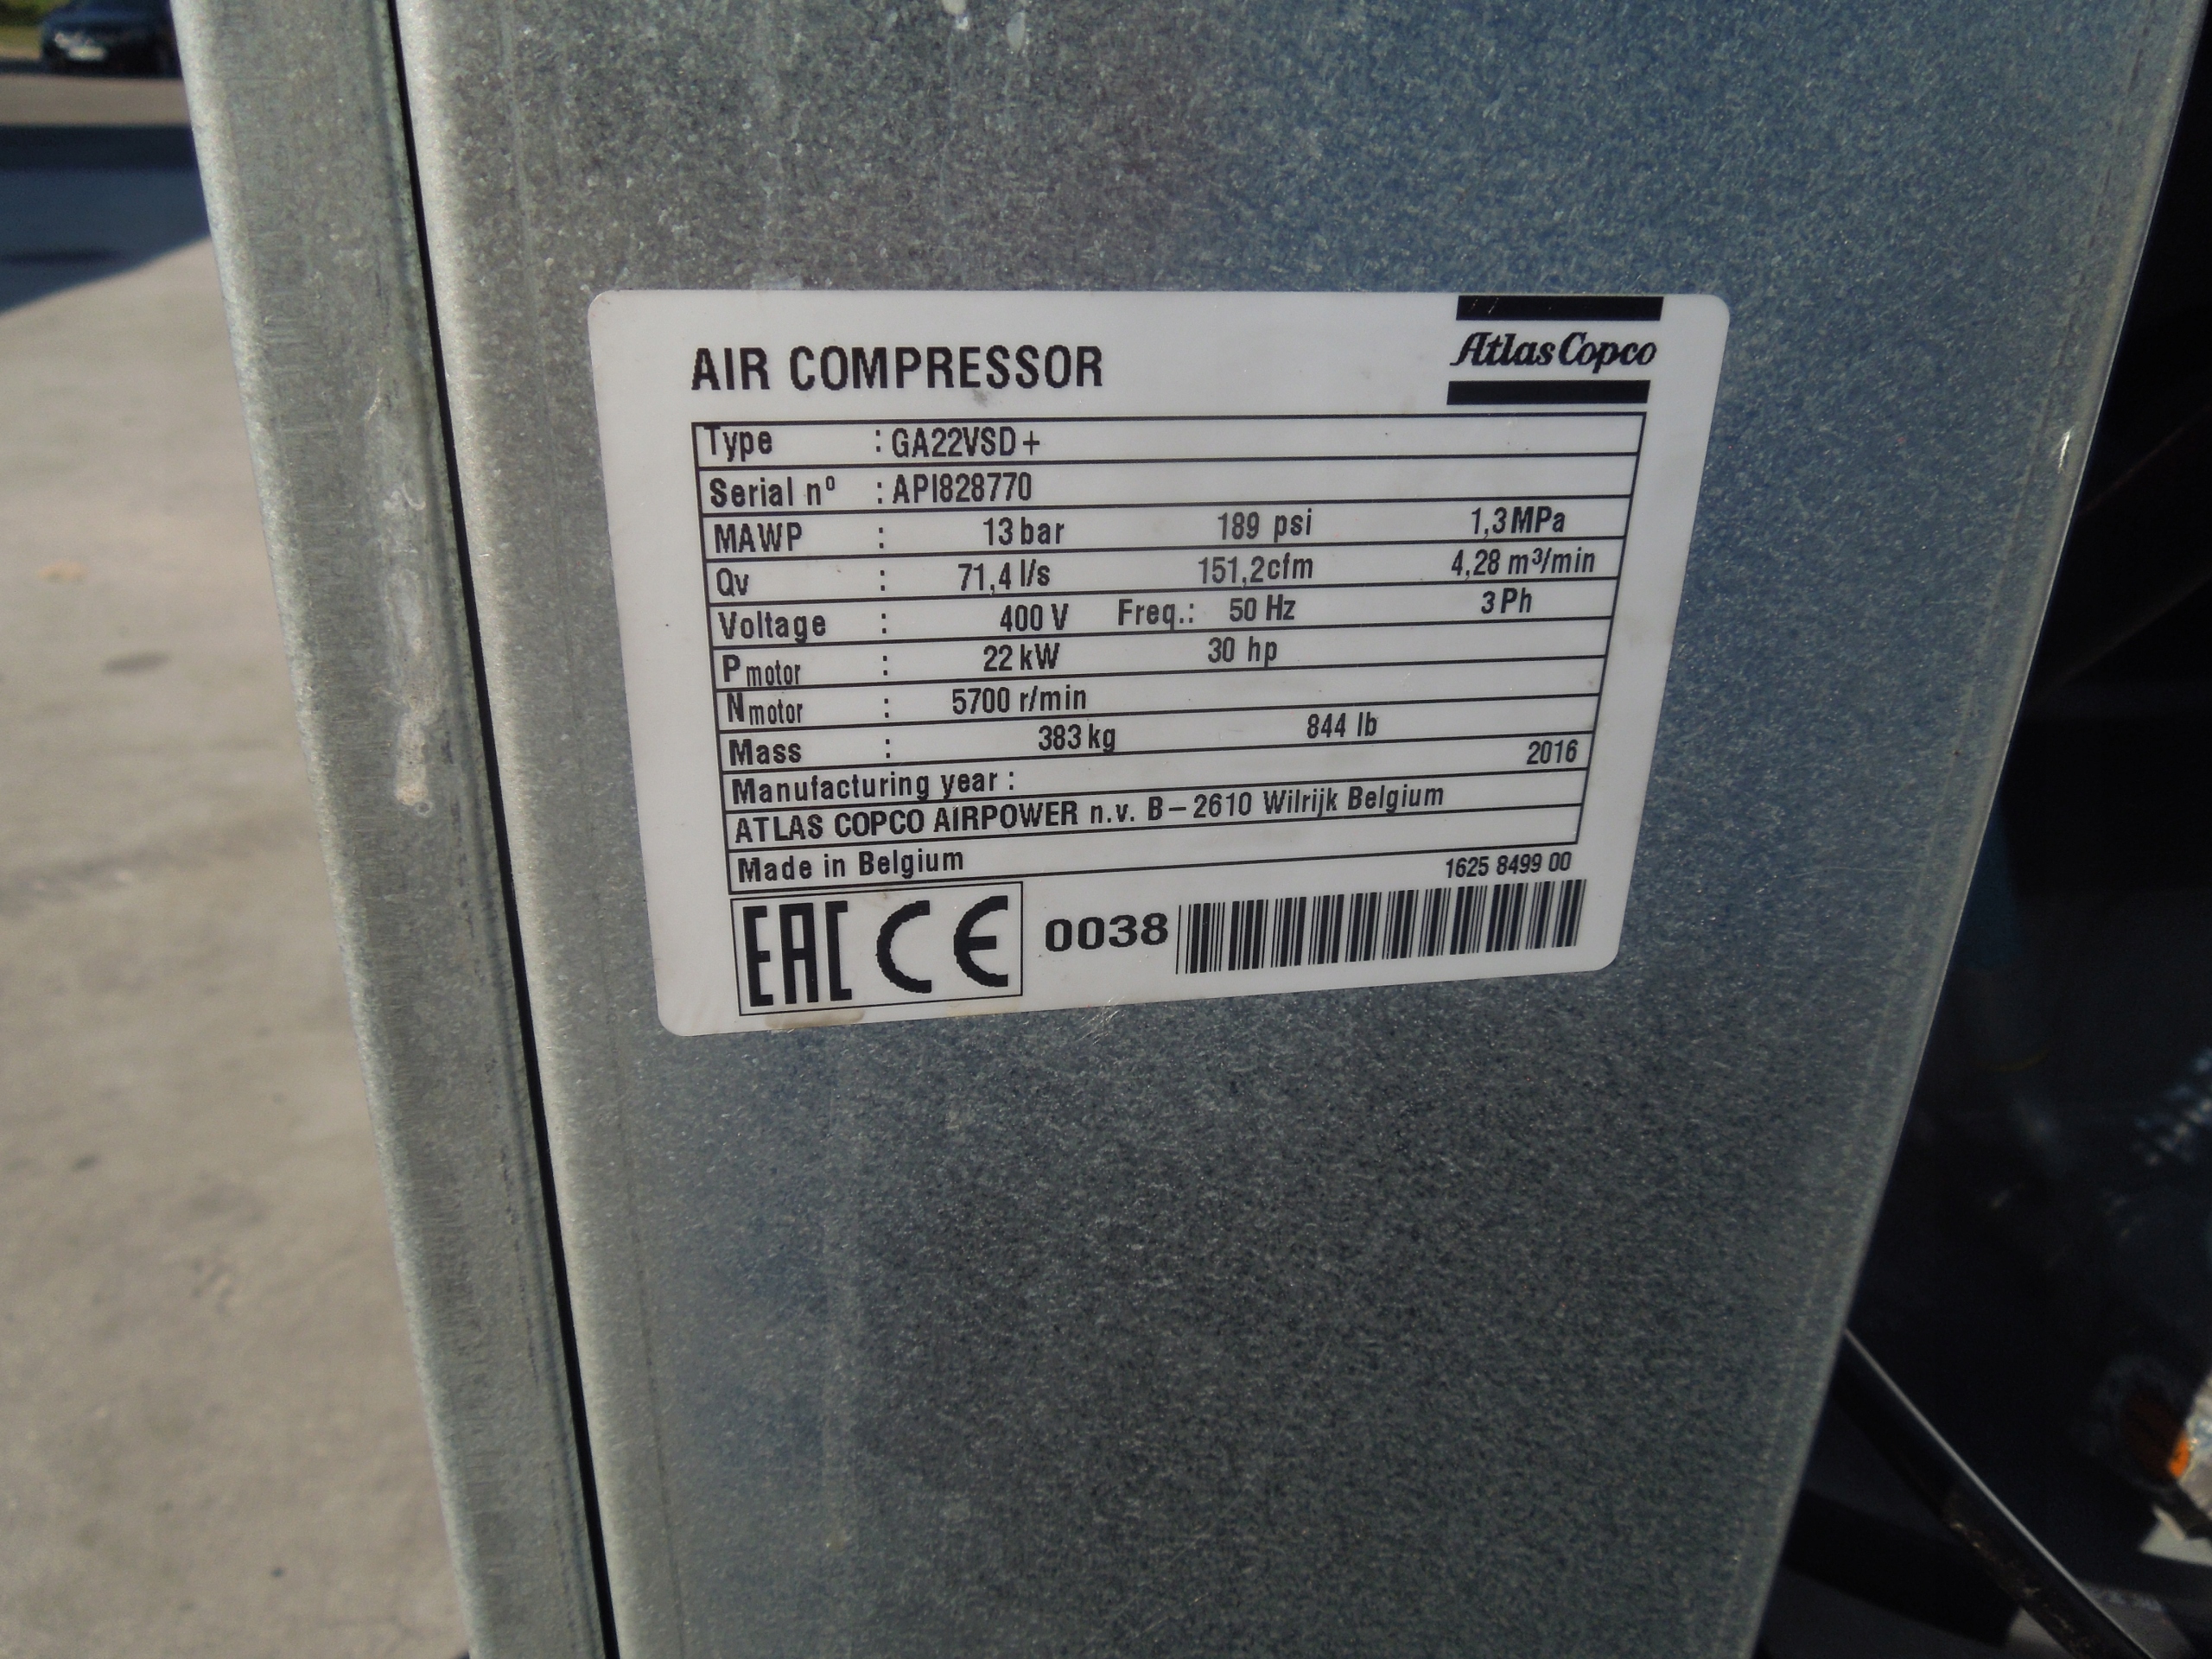 AIR COMPRESSOR
Atlas Copco
Type : GA22VSD+
Serial nº : API828770
MAWP : 13 bar 189 psi 1,3 MPa
Qv : 71,4 l/s 151,2 cfm 4,28 m³/min
Voltage : 400 V Freq.: 50 Hz 3 Ph
Pmotor : 22 kW 30 hp
Nmotor : 5700 r/min
Mass : 383 kg 844 lb
Manufacturing year : 2016
ATLAS COPCO AIRPOWER n.v. B-2610 Wilrijk Belgium
Made in Belgium
1625 8499 00
EAC CE 0038